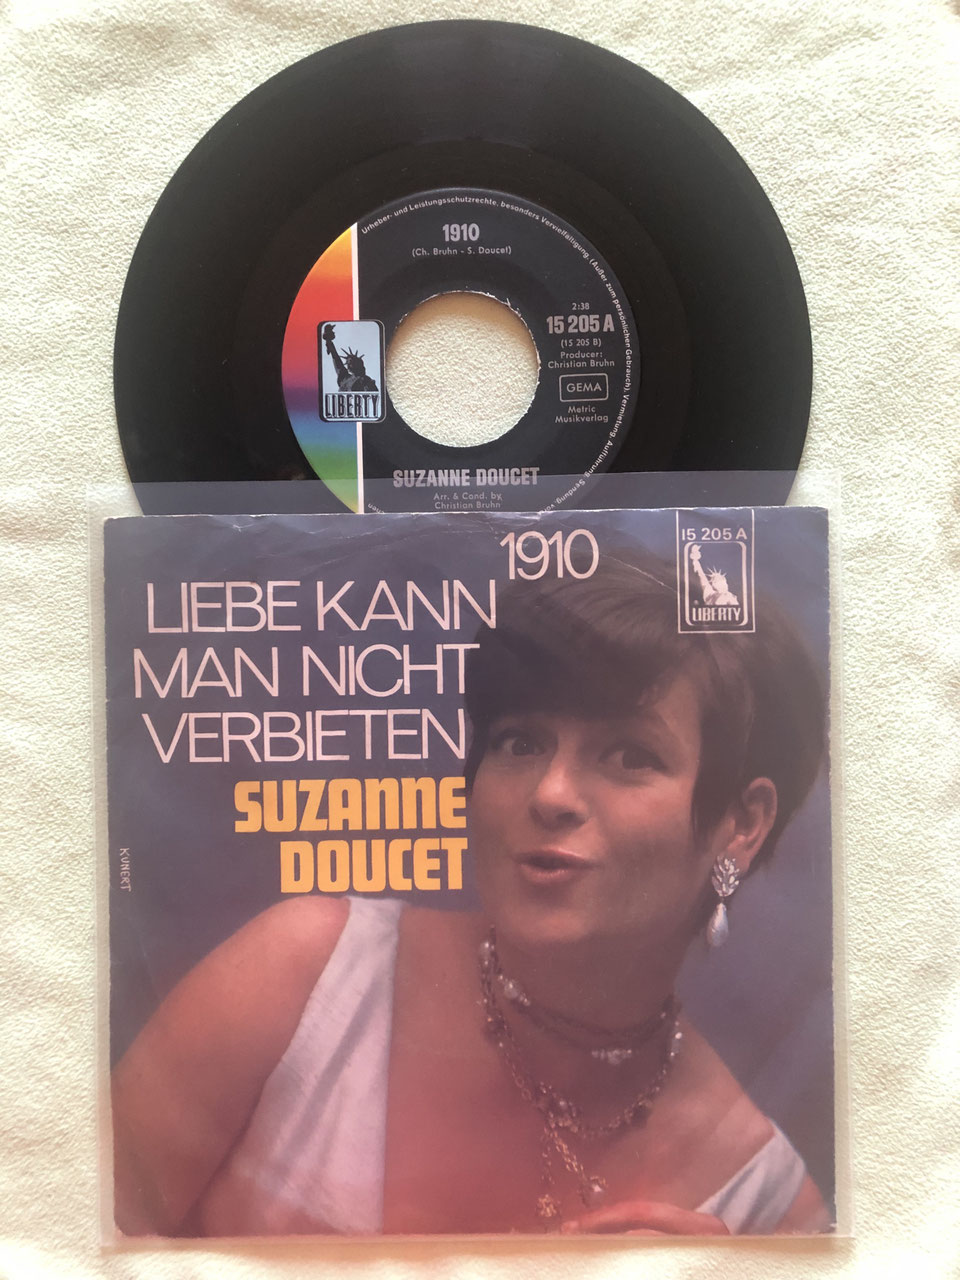 Urheber- und Leistungsschutzrechte, besonders Vervielfältigung, (Außer zum persönlichen Gebrauch), Vermietung, Aufführung, Sendung,
1910
(Ch. Bruhn - S. Doucet)
2:38
15 205 A
(15 205 B)
Producer:
Christian Bruhn
GEMA
Metric
Musikverlag
LIBERTY
SUZANNE DOUCET
Arr. & Cond. by
Christian Bruhn
1910
15 205 A
LIBERTY
LIEBE KANN
MAN NICHT
VERBIETEN
SUZANNE
DOUCET
KUNERT